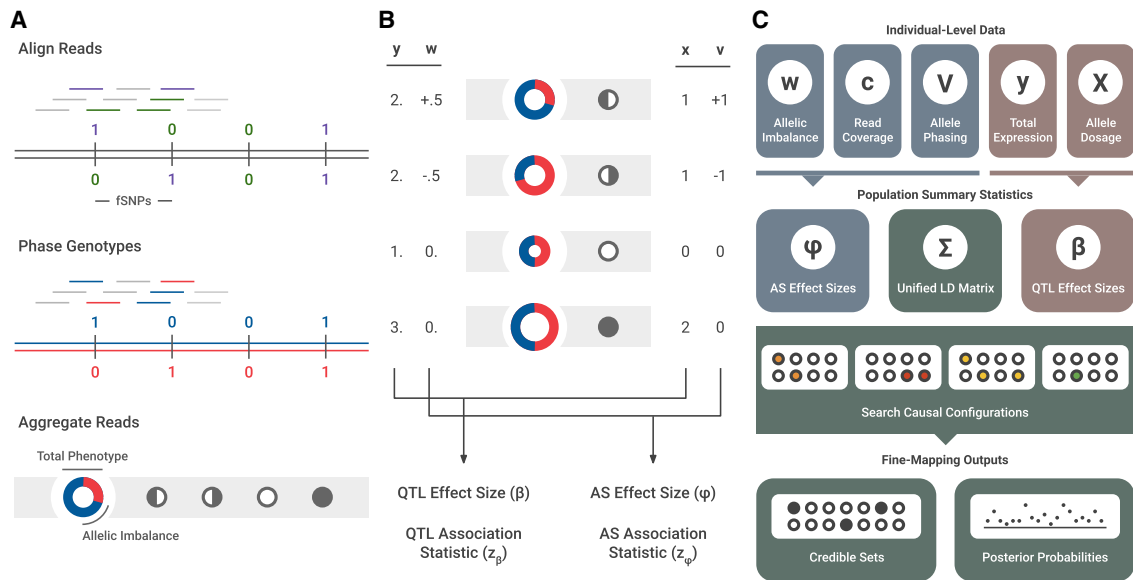 A
Align Reads
1 0 0 1
0 1 0 1
fSNPs
Phase Genotypes
1 0 0 1
0 1 0 1
Aggregate Reads
Total Phenotype
Allelic Imbalance
B
y w x v
2. +.5 1 +1
2. -.5 1 -1
1. 0. 0 0
3. 0. 2 0
QTL Effect Size (β)
AS Effect Size (φ)
QTL Association
Statistic (zβ)
AS Association
Statistic (zφ)
C
Individual-Level Data
w c V y X
Allelic
Imbalance
Read
Coverage
Allele
Phasing
Total
Expression
Allele
Dosage
Population Summary Statistics
φ Σ β
AS Effect Sizes
Unified LD Matrix
QTL Effect Sizes
Search Causal Configurations
Fine-Mapping Outputs
Credible Sets
Posterior Probabilities